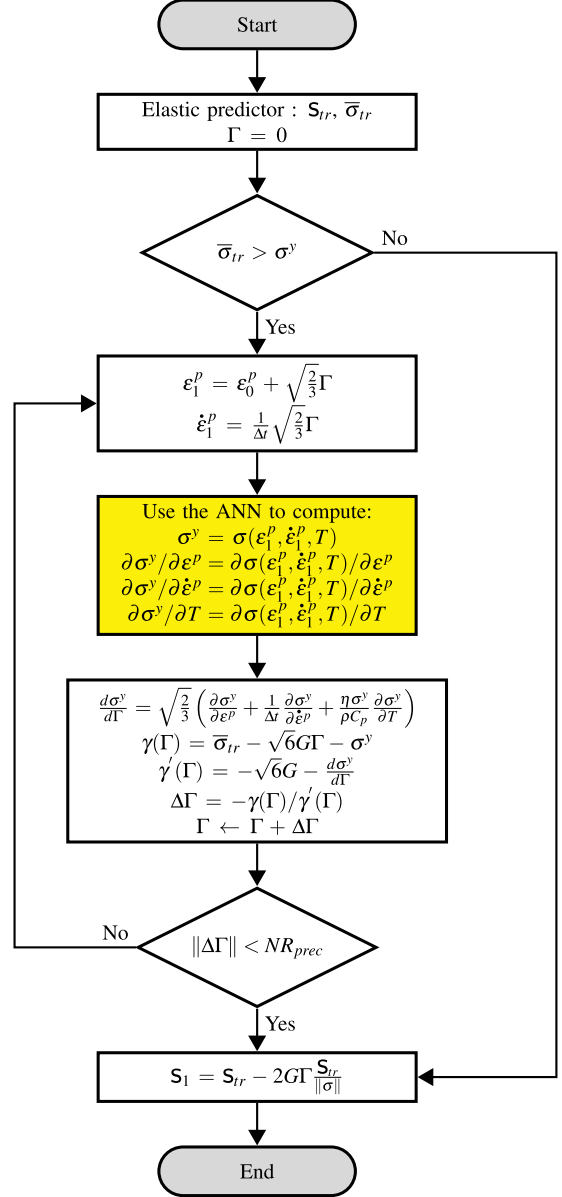 Start
Elastic predictor : S_tr, σ̅_tr
Γ = 0
σ̅_tr > σ^y
No
Yes
ε_1^p = ε_0^p + √(2/3) Γ
ε̇_1^p = 1/Δt √(2/3) Γ
Use the ANN to compute:
σ^y = σ(ε_1^p, ε̇_1^p, T)
∂σ^y/∂ε^p = ∂σ(ε_1^p, ε̇_1^p, T)/∂ε^p
∂σ^y/∂ε̇^p = ∂σ(ε_1^p, ε̇_1^p, T)/∂ε̇^p
∂σ^y/∂T = ∂σ(ε_1^p, ε̇_1^p, T)/∂T
dσ^y/dΓ = √(2/3) (∂σ^y/∂ε^p + 1/Δt ∂σ^y/∂ε̇^p + ησ^y/ρC_p ∂σ^y/∂T)
γ(Γ) = σ̅_tr − √6GΓ − σ^y
γ′(Γ) = −√6G − dσ^y/dΓ
ΔΓ = −γ(Γ)/γ′(Γ)
Γ ← Γ + ΔΓ
No
‖ΔΓ‖ < NR_prec
Yes
S_1 = S_tr − 2GΓ S_tr/‖σ‖
End